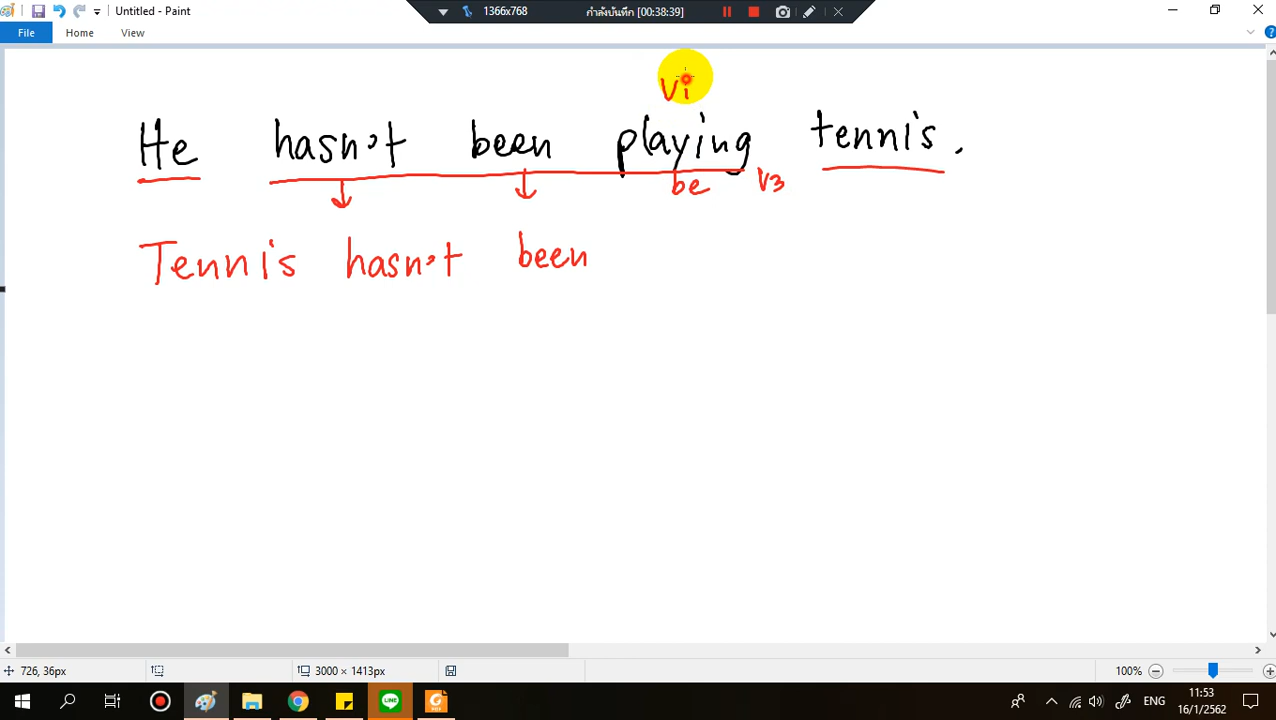 Untitled - Paint
1366x768
กำลังบันทึก [00:38:39]
File Home View
Vi
He hasn't been playing tennis.
be V3
Tennis hasn't been
726, 36px
3000 × 1413px
100%
ENG
11:53
16/1/2562
LINE
PDF